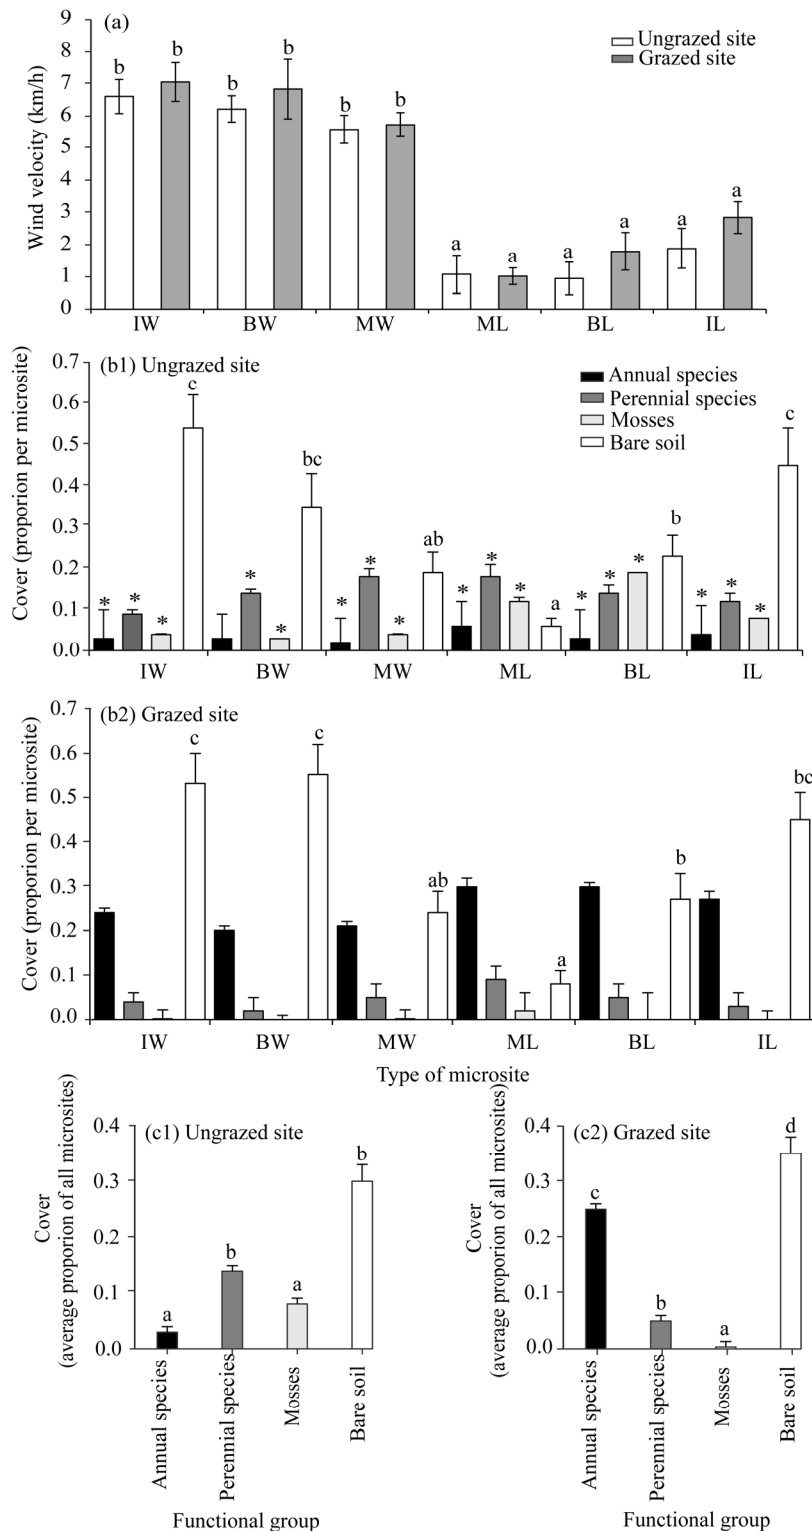 (a)
Ungrazed site
Grazed site
Wind velocity (km/h)
9
8
7
6
5
4
3
2
1
0
b b b b b b a a a a a a
IW BW MW ML BL IL
(b1) Ungrazed site
Annual species
Perennial species
Mosses
Bare soil
Cover (proporion per microsite)
0.7
0.6
0.5
0.4
0.3
0.2
0.1
0.0
* * * c
* * bc
* * * ab
* * * a
* * * b
* * * c
IW BW MW ML BL IL
(b2) Grazed site
Cover (proporion per microsite)
0.7
0.6
0.5
0.4
0.3
0.2
0.1
0.0
c c ab a b bc
IW BW MW ML BL IL
Type of microsite
(c1) Ungrazed site
Cover
(average proporion of all microsites)
0.4
0.3
0.2
0.1
0.0
a b a b
Annual species
Perennial species
Mosses
Bare soil
Functional group
(c2) Grazed site
Cover
(average proporion of all microsites)
0.4
0.3
0.2
0.1
0.0
c b a d
Annual species
Perennial species
Mosses
Bare soil
Functional group